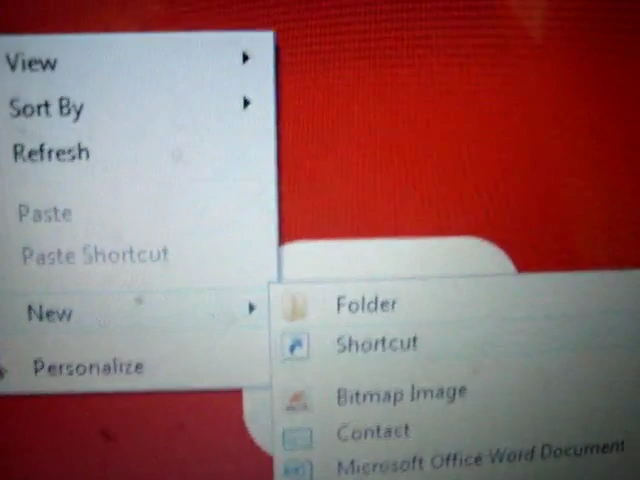 View
Sort By
Refresh
Paste
Paste Shortcut
New
Personalize
Folder
Shortcut
Bitmap Image
Contact
Microsoft Office Word Document